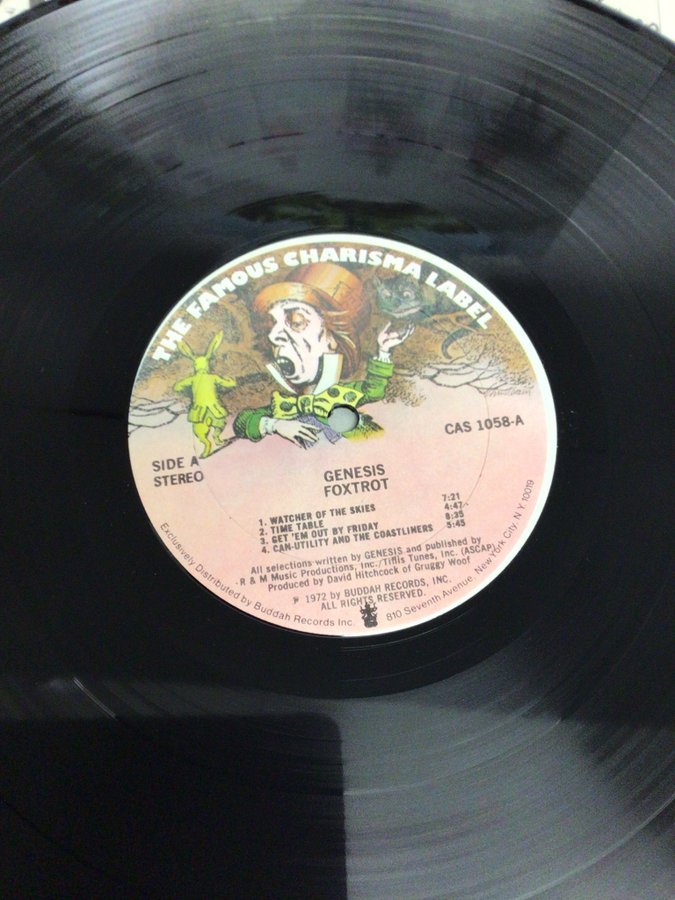 THE FAMOUS CHARISMA LABEL
SIDE A
STEREO
CAS 1058-A
GENESIS
FOXTROT
1. WATCHER OF THE SKIES 7:21
2. TIME TABLE 4:47
3. GET 'EM OUT BY FRIDAY 8:35
4. CAN-UTILITY AND THE COASTLINERS 5:45
All selections written by GENESIS and published by
R & M Music Productions, Inc./Tiflis Tunes, Inc. (ASCAP)
Produced by David Hitchcock of Gruggy Woof
℗ 1972 by BUDDAH RECORDS, INC.
ALL RIGHTS RESERVED.
Exclusively Distributed by Buddah Records Inc. 810 Seventh Avenue, New York City, N.Y. 10019